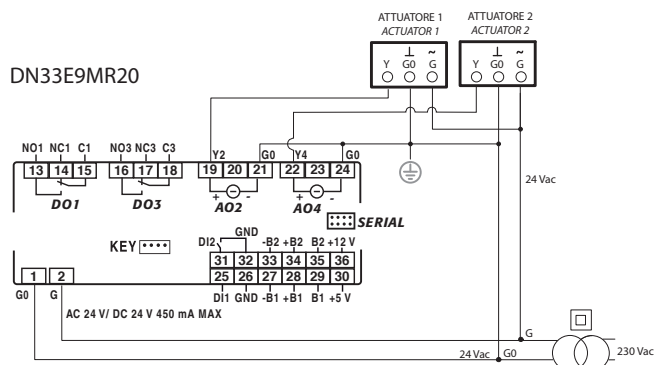 ATTUATORE 1
ACTUATOR 1
ATTUATORE 2
ACTUATOR 2
⊥ ~
Y G0 G
⊥ ~
Y G0 G
DN33E9MR20
NO1 NC1 C1
NO3 NC3 C3
Y2 G0
Y4 G0
13 14 15
16 17 18
19 20 21
22 23 24
+ -
+ -
DO1
DO3
AO2
AO4
SERIAL
24 Vac
KEY
DI2 GND -B2 +B2 B2 +12 V
31 32 33 34 35 36
25 26 27 28 29 30
DI1 GND -B1 +B1 B1 +5 V
1 2
G0 G
AC 24 V/ DC 24 V 450 mA MAX
G
230 Vac
24 Vac G0